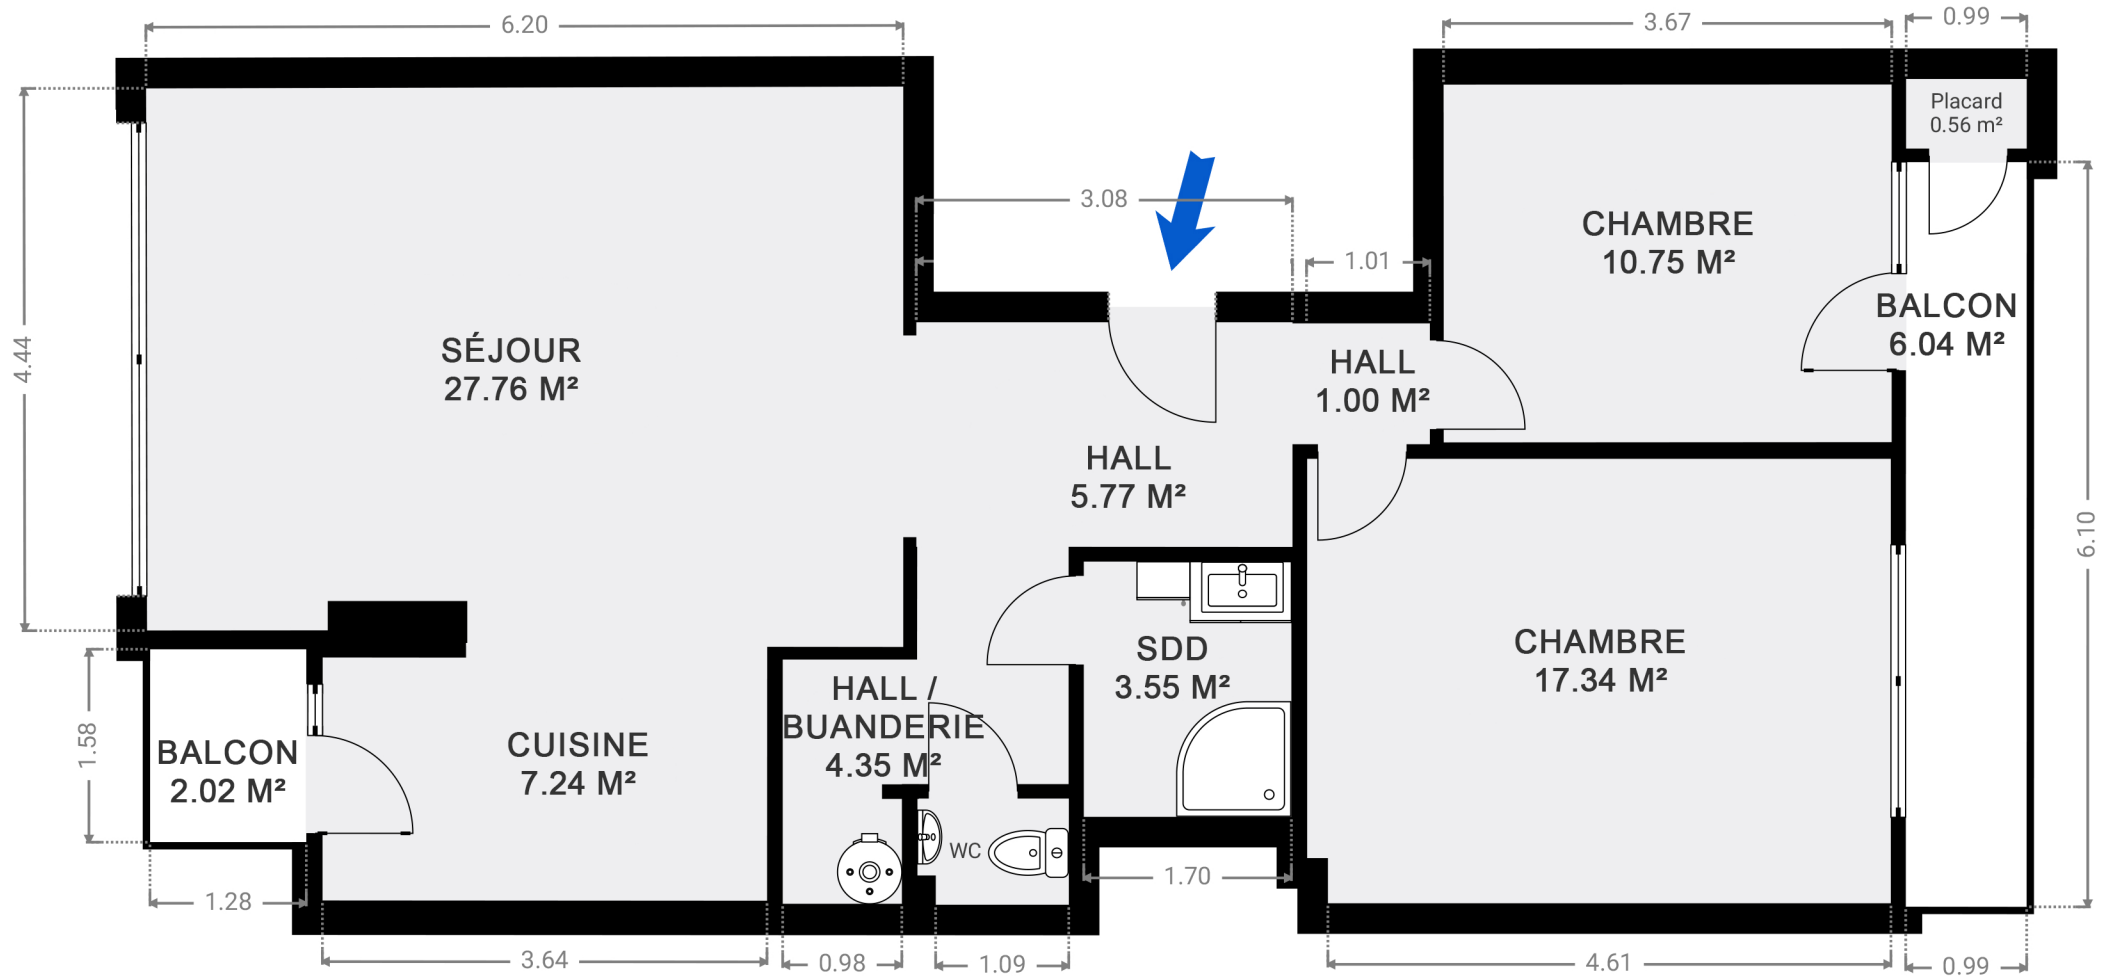 6.20
3.67
0.99
Placard
0.56 m²
3.08
1.01
4.44
CHAMBRE
10.75 M²
BALCON
6.04 M²
SÉJOUR
27.76 M²
HALL
1.00 M²
HALL
5.77 M²
6.10
SDD
3.55 M²
CHAMBRE
17.34 M²
HALL /
BUANDERIE
4.35 M²
1.58
BALCON
2.02 M²
CUISINE
7.24 M²
WC
1.70
1.28
3.64
0.98
1.09
4.61
0.99